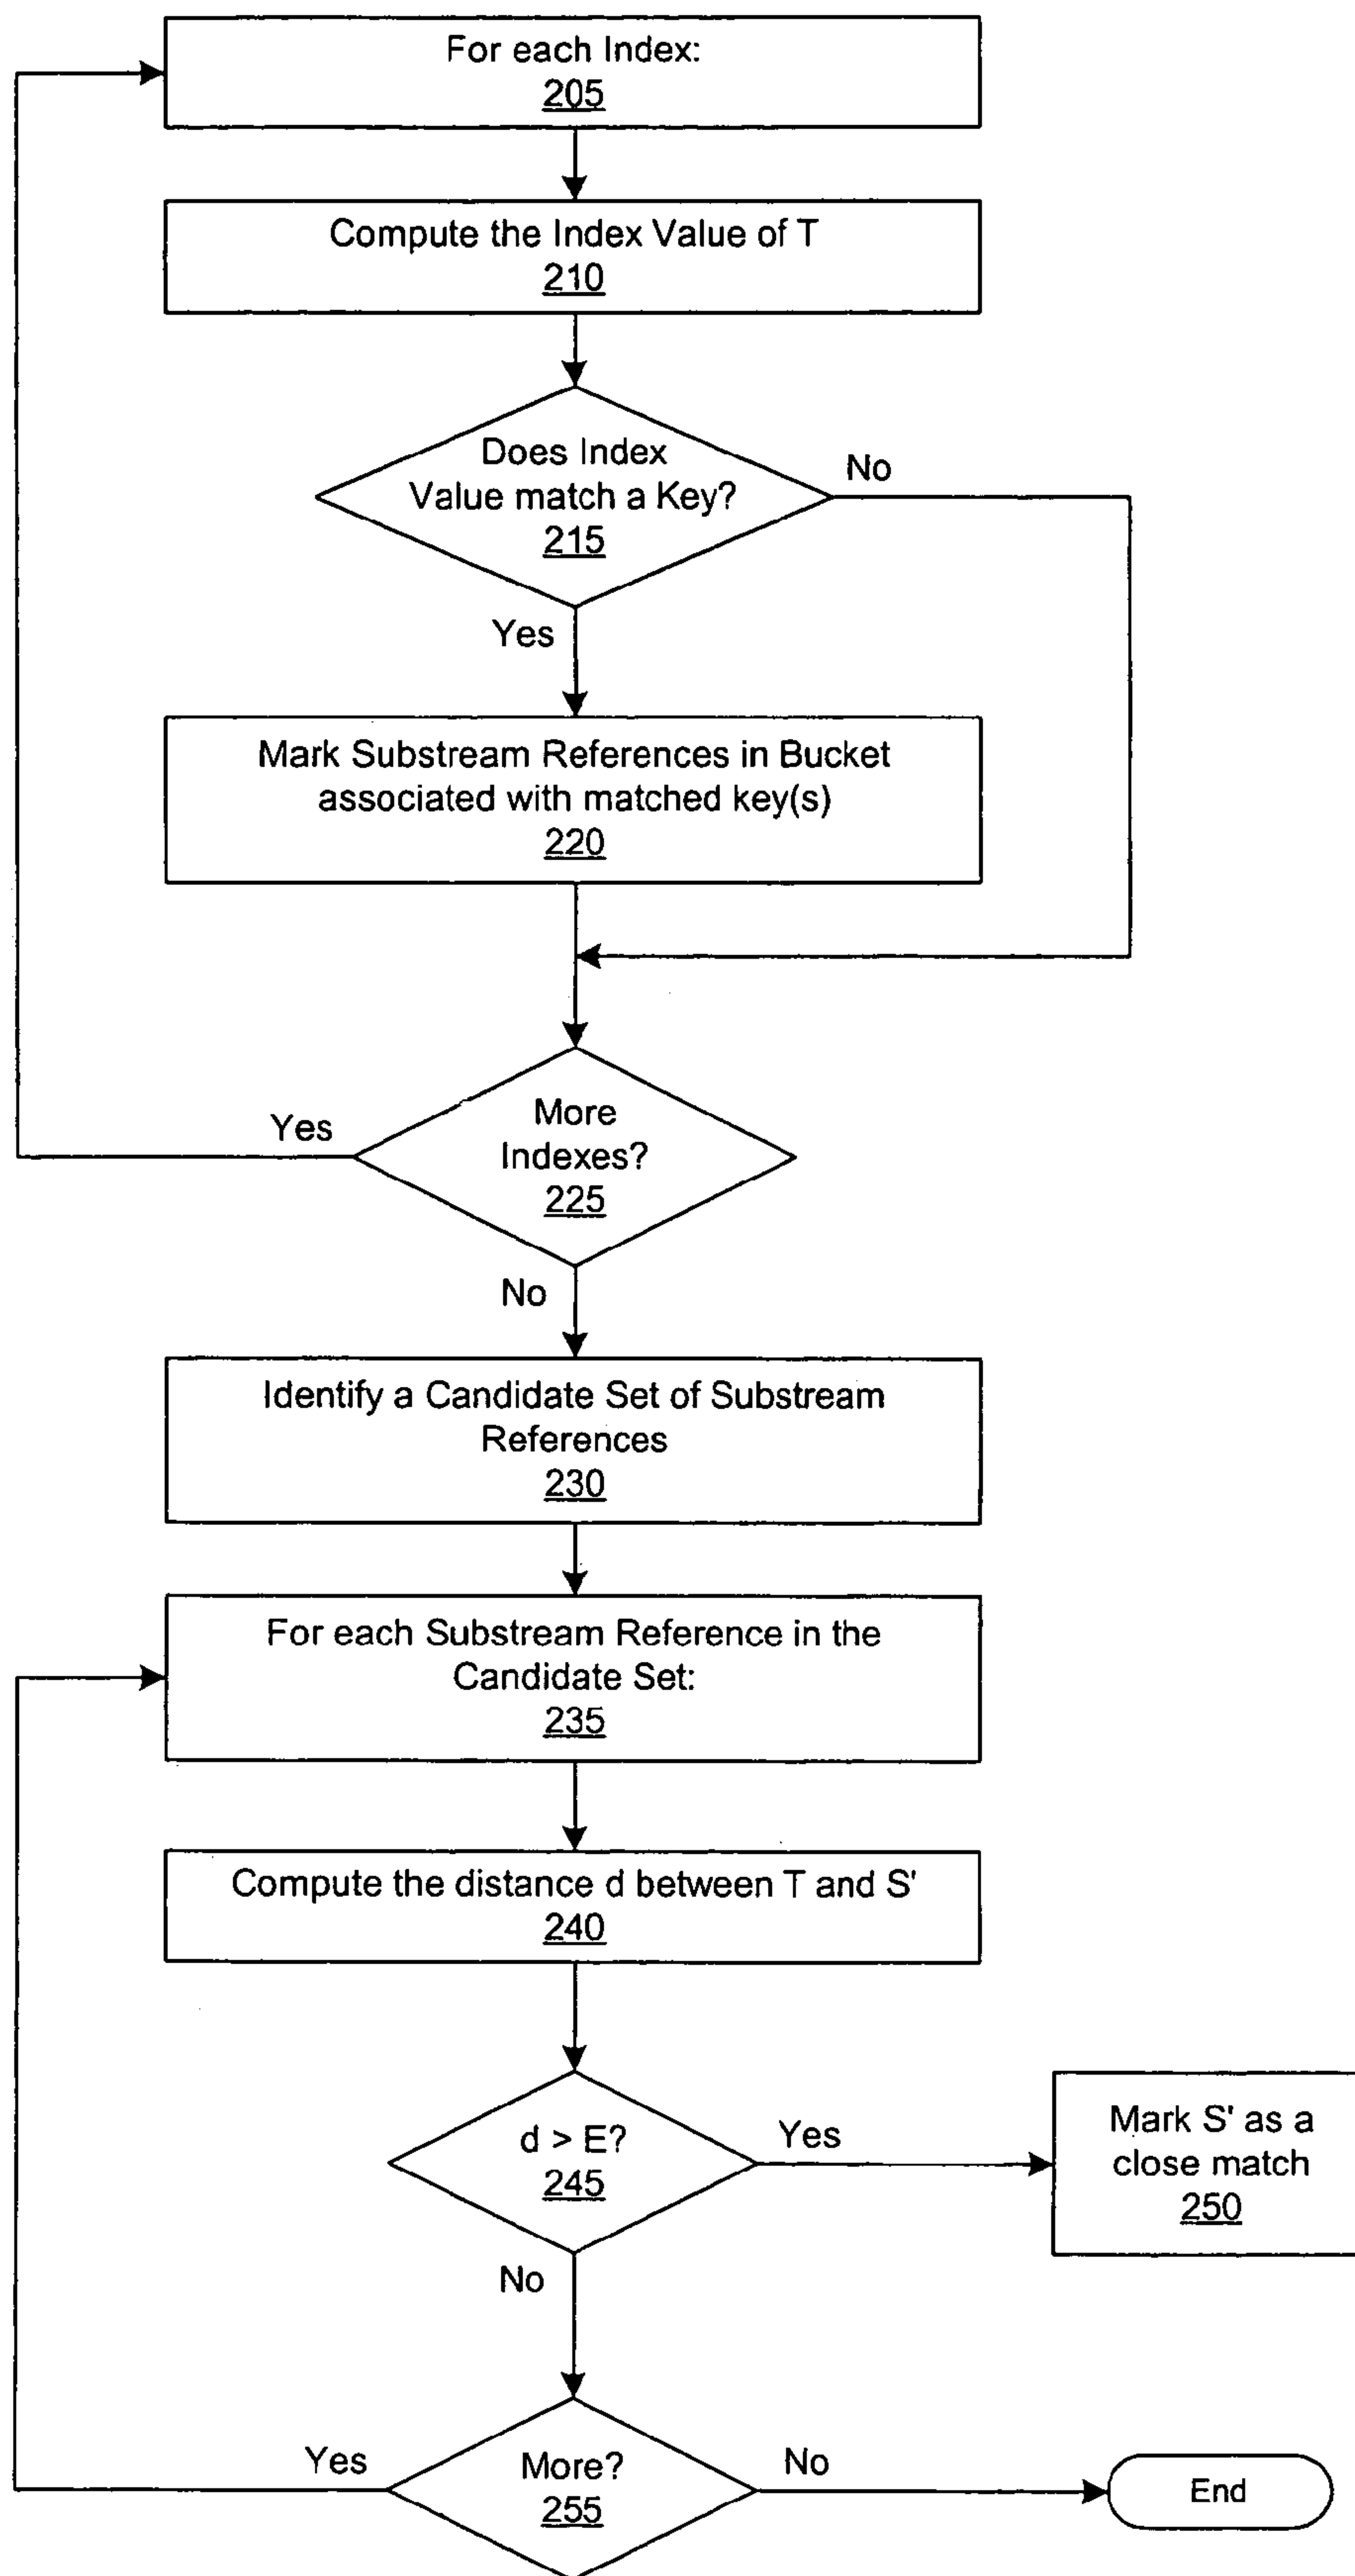 For each Index:
205
Compute the Index Value of T
210
Does Index
Value match a Key?
215
No
Yes
Mark Substream References in Bucket
associated with matched key(s)
220
More
Indexes?
225
Yes
No
Identify a Candidate Set of Substream
References
230
For each Substream Reference in the
Candidate Set:
235
Compute the distance d between T and S'
240
d > E?
245
Yes
Mark S' as a
close match
250
No
More?
255
Yes
No
End